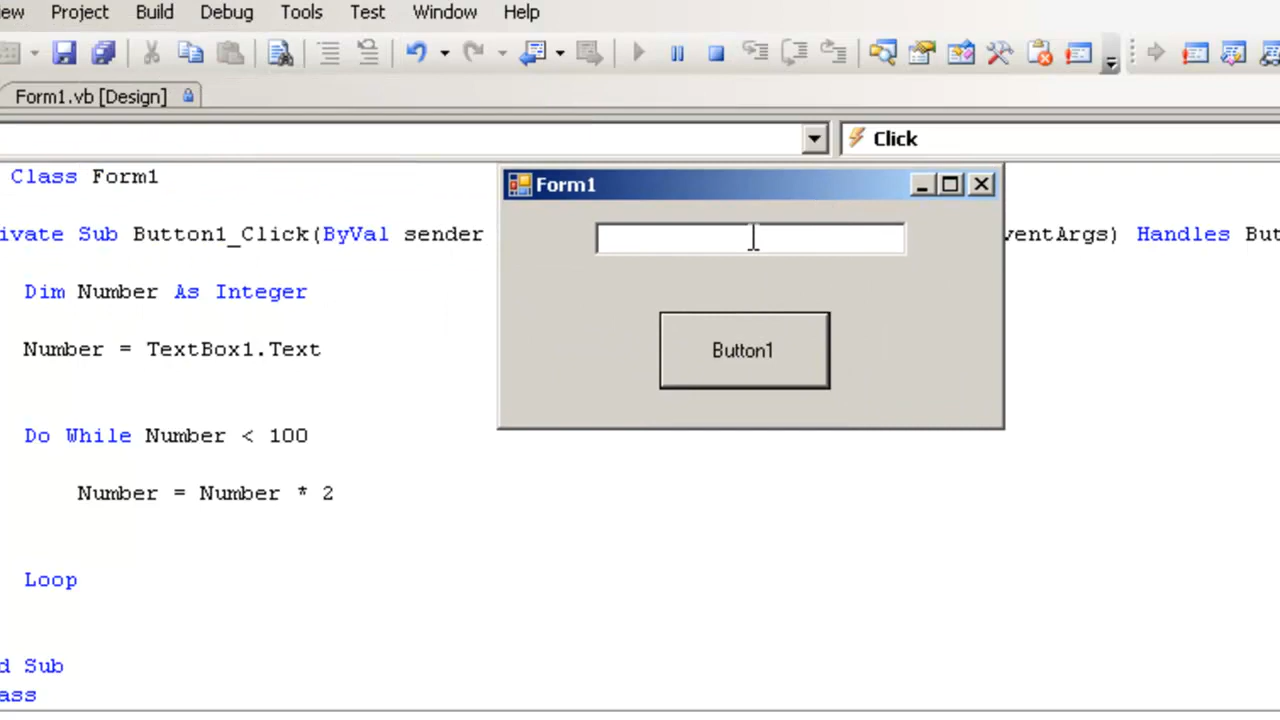 ew Project Build Debug Tools Test Window Help
Form1.vb [Design]
Click
Class Form1
Form1
ivate Sub Button1_Click(ByVal sender
ventArgs) Handles But
Dim Number As Integer
Number = TextBox1.Text
Button1
Do While Number < 100
Number = Number * 2
Loop
d Sub
ass